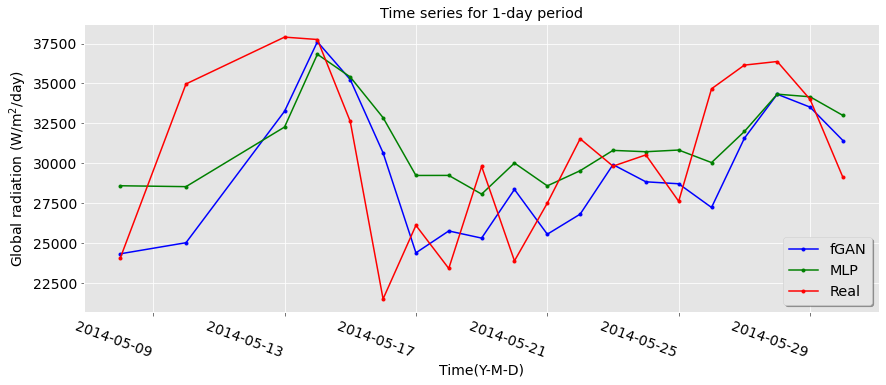 Time series for 1-day period
Global radiation (W/m²/day)
37500
35000
32500
30000
27500
25000
22500
2014-05-09
2014-05-13
2014-05-17
2014-05-21
2014-05-25
2014-05-29
Time(Y-M-D)
fGAN
MLP
Real